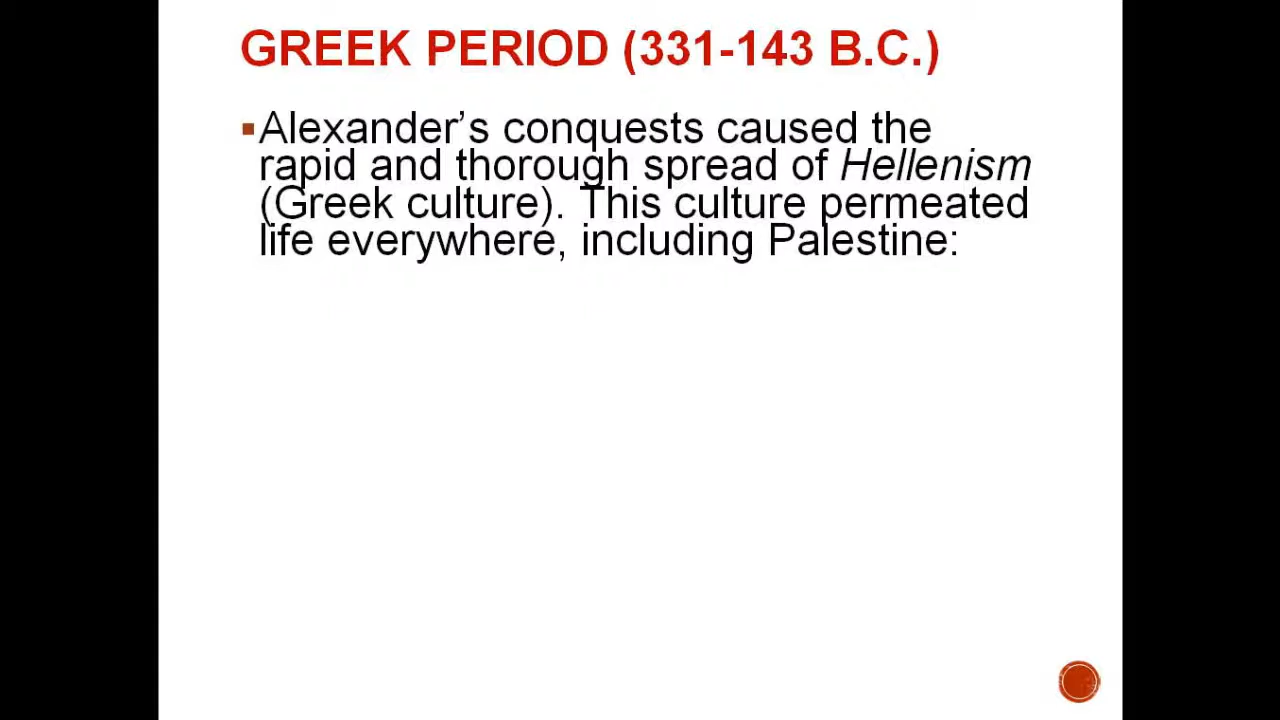 GREEK PERIOD (331-143 B.C.)
▪Alexander’s conquests caused the
rapid and thorough spread of Hellenism
(Greek culture). This culture permeated
life everywhere, including Palestine: